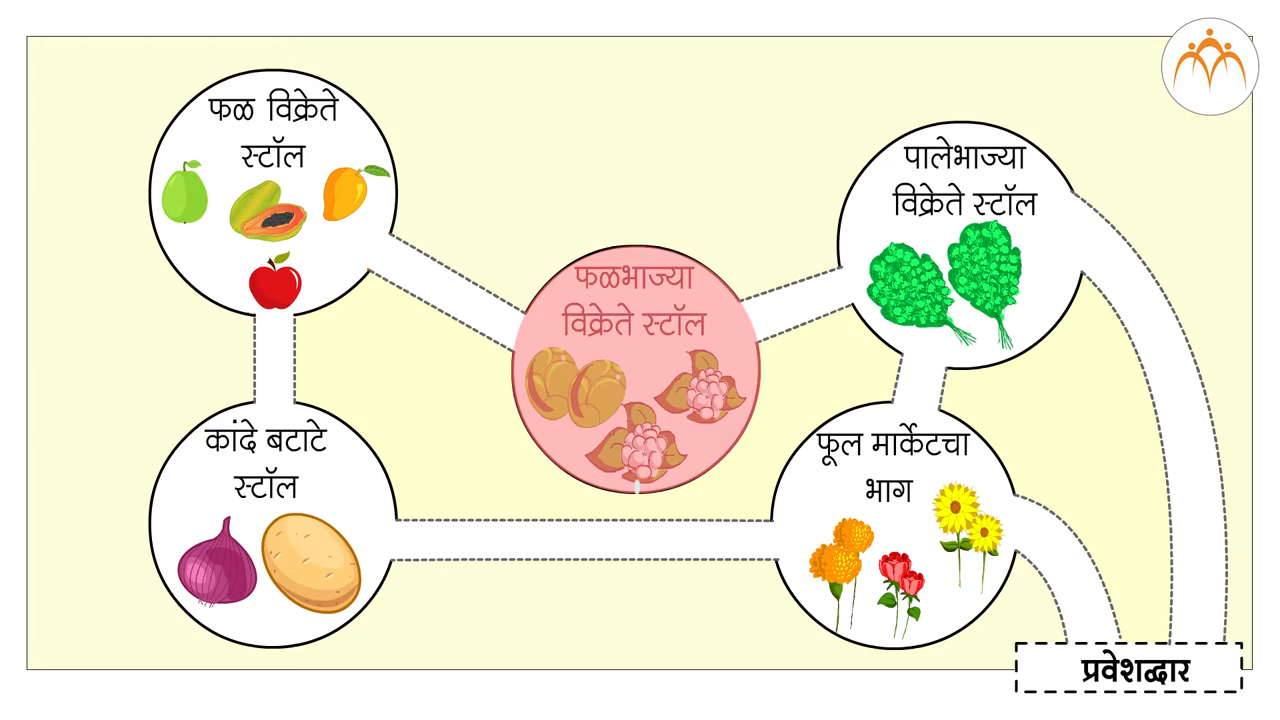 फळ विक्रेते
स्टॉल
पालेभाज्या
विक्रेते स्टॉल
फळभाज्या
विक्रेते स्टॉल
कांदे बटाटे
स्टॉल
फूल मार्केटचा
भाग
प्रवेशद्वार